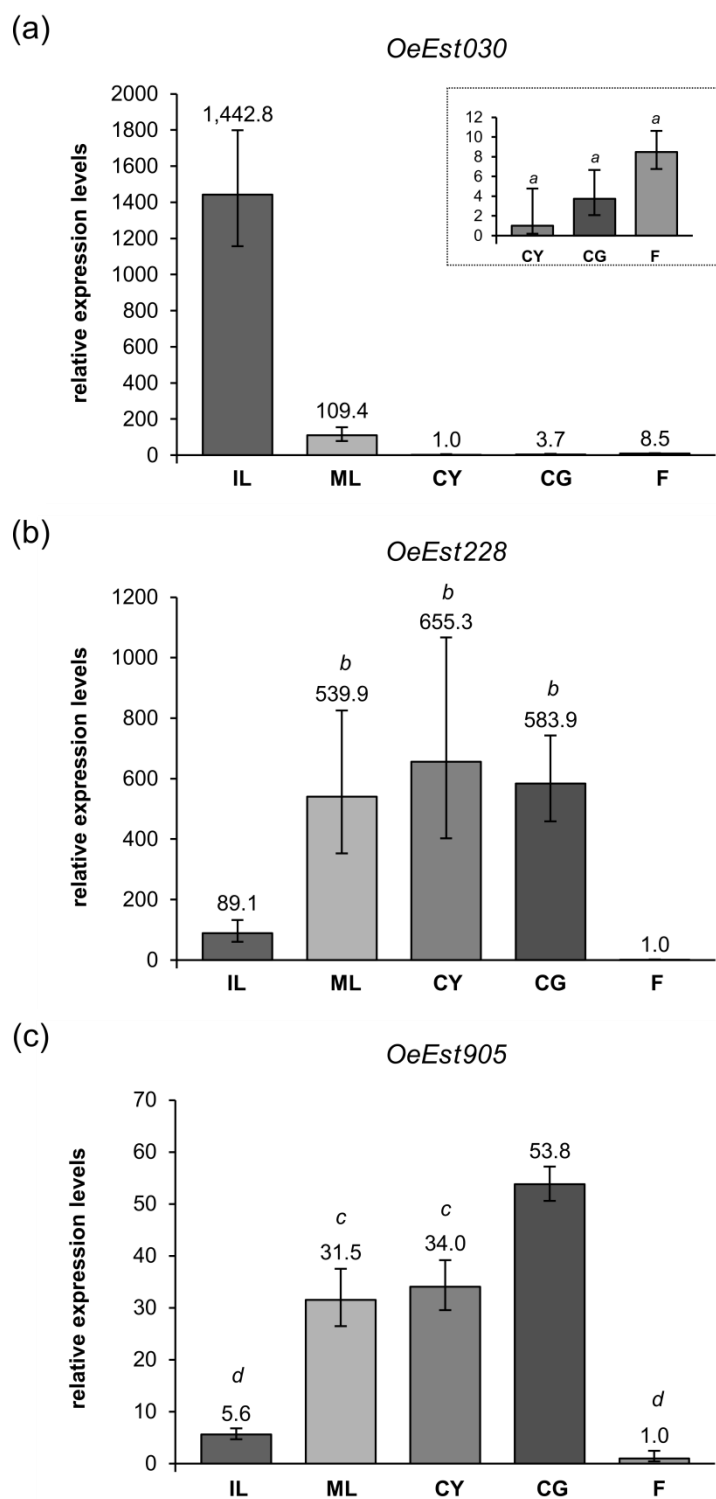 (a)
OeEst030
relative expression levels
2000
1800
1600
1400
1200
1000
800
600
400
200
0
1,442.8
109.4
1.0
3.7
8.5
IL ML CY CG F
12
10
8
6
4
2
0
a a a
CY CG F
(b)
OeEst228
relative expression levels
1200
1000
800
600
400
200
0
89.1
b
539.9
b
655.3
b
583.9
1.0
IL ML CY CG F
(c)
OeEst905
relative expression levels
70
60
50
40
30
20
10
0
d
5.6
c
31.5
c
34.0
53.8
d
1.0
IL ML CY CG F